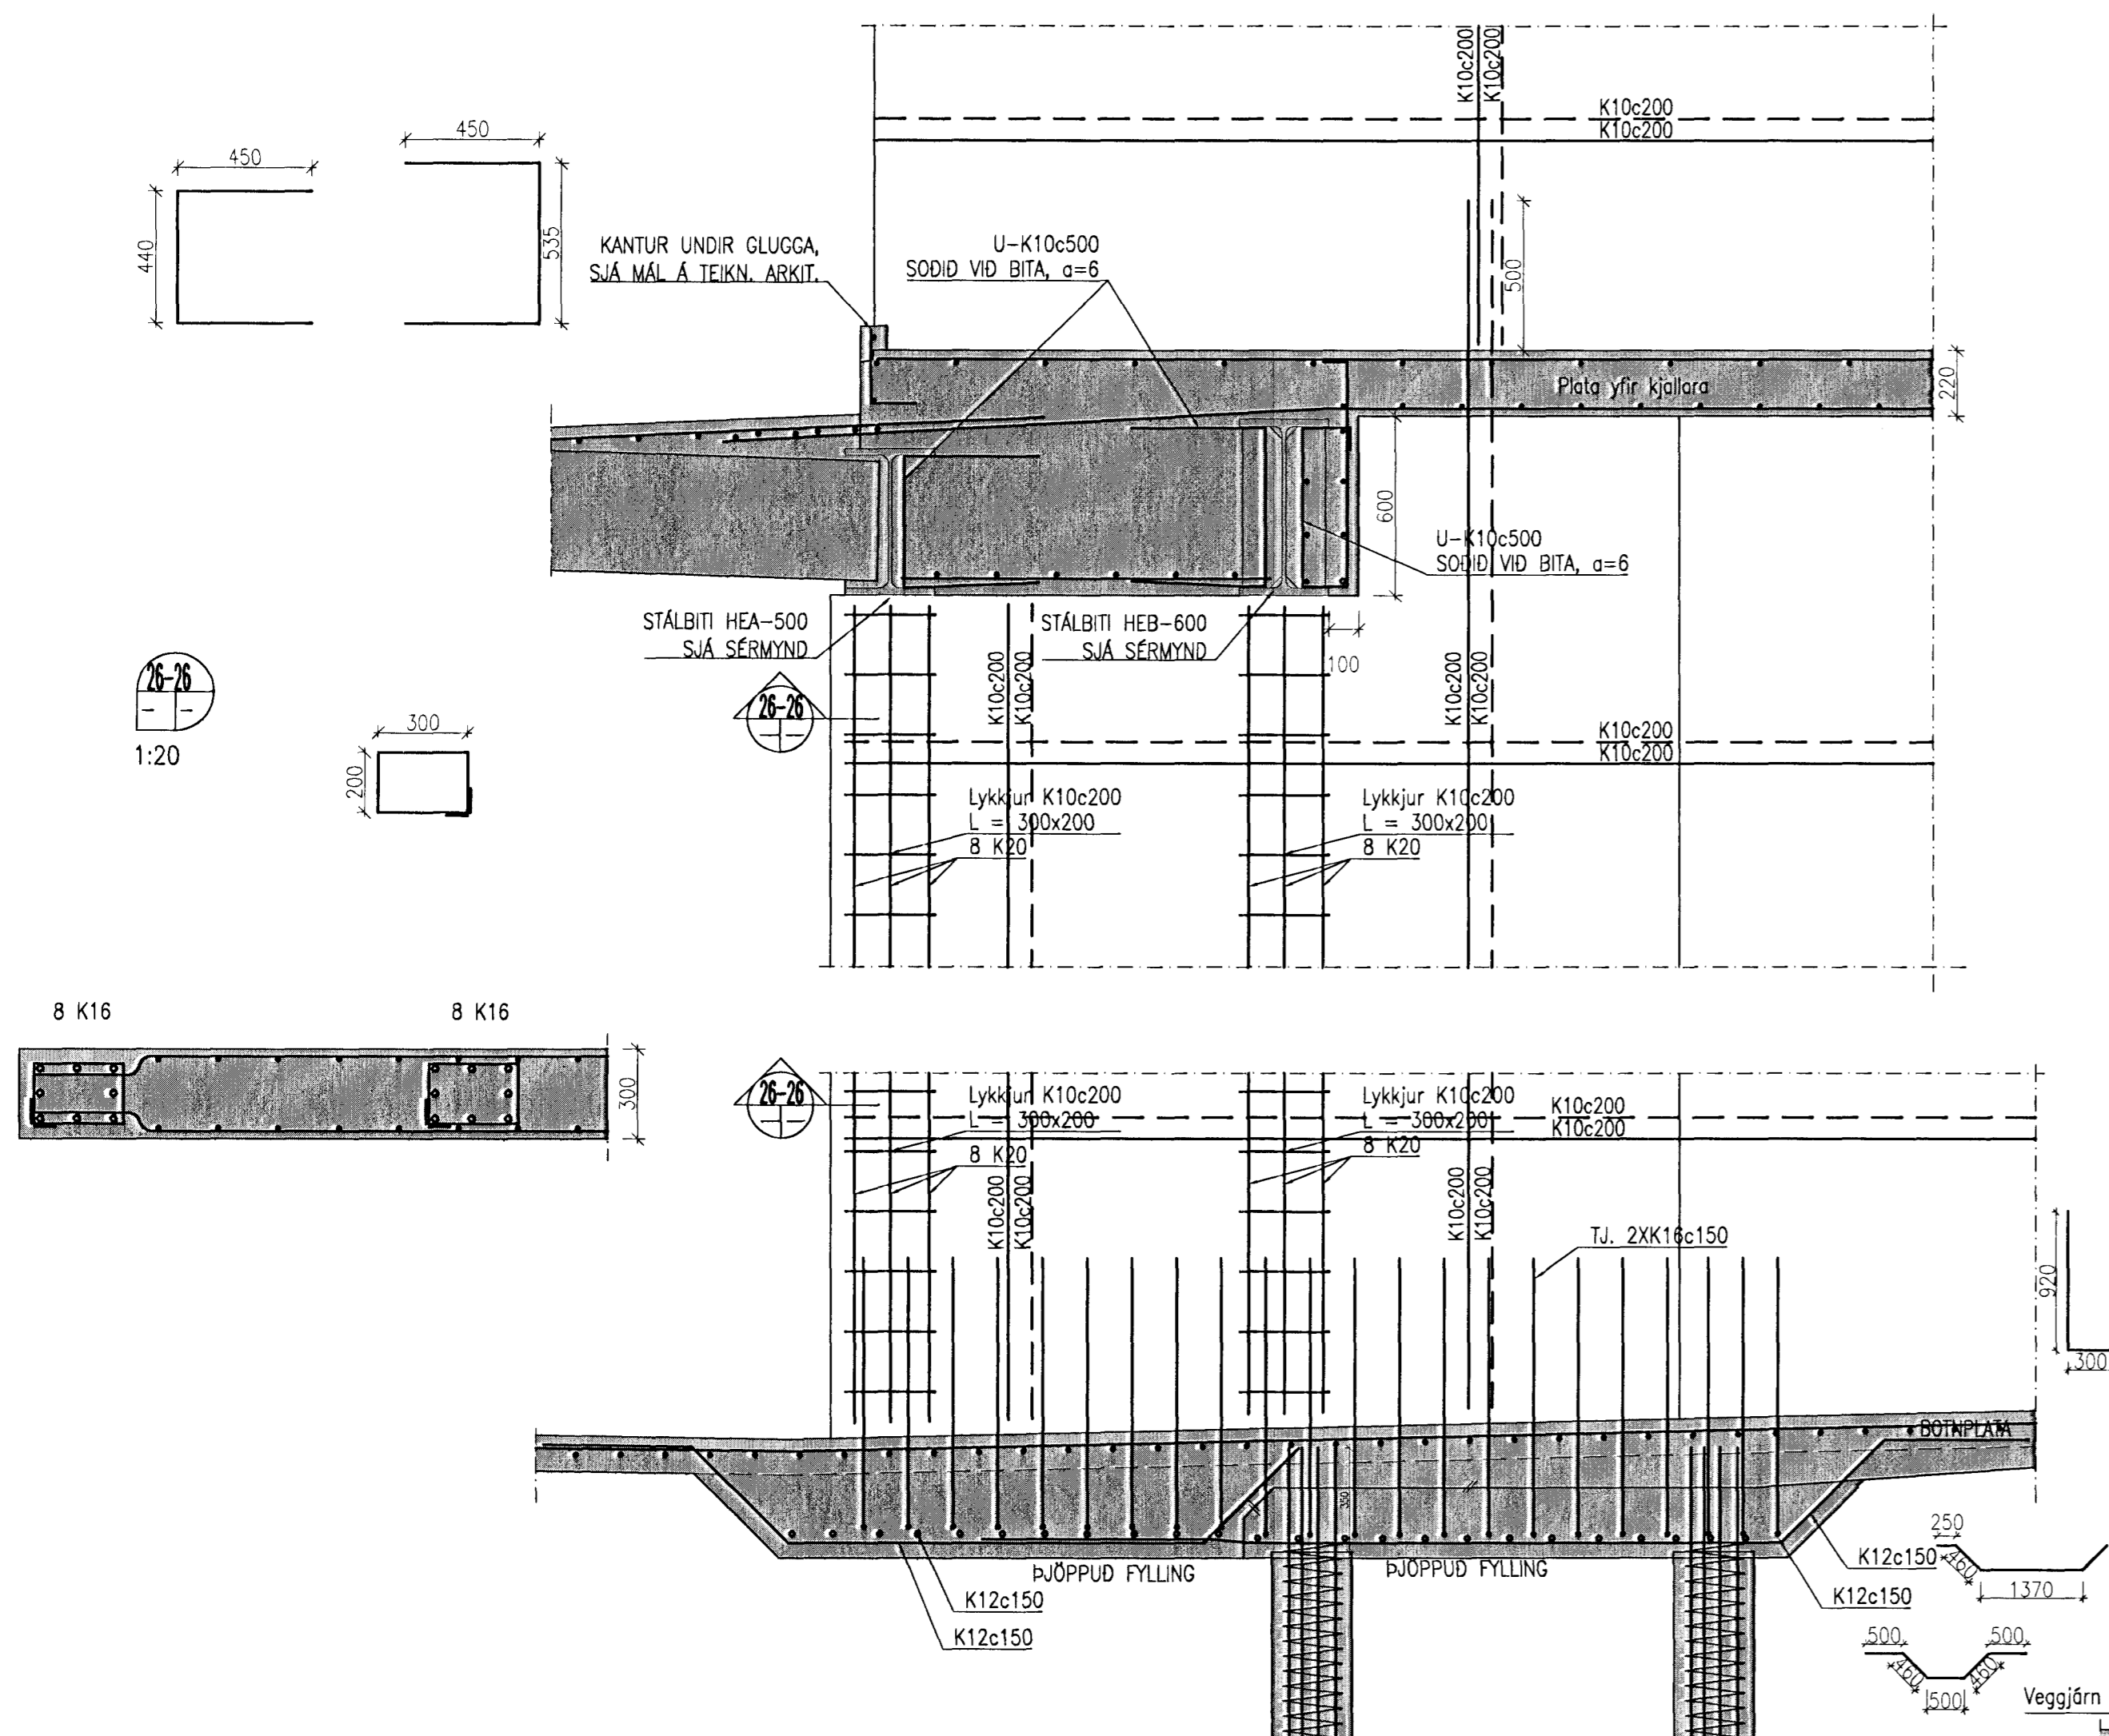 K10c200
K10c200
K10c200
K10c200
450
450
440
535
KANTUR UNDIR GLUGGA,
SJÁ MÁL Á TEIKN. ARKIT.
U-K10c500
SOÐIÐ VIÐ BITA, a=6
500
Plata yfir kjallara
220
600
U-K10c500
SOÐIÐ VIÐ BITA, a=6
STÁLBITI HEA-500
SJÁ SÉRMYND
STÁLBITI HEB-600
SJÁ SÉRMYND
100
26-26
1:20
26-26
K10c200
K10c200
K10c200
K10c200
K10c200
K10c200
300
200
Lykkjur K10c200
L = 300x200
8 K20
Lykkjur K10c200
L = 300x200
8 K20
8 K16
8 K16
300
26-26
Lykkjur K10c200
L = 300x200
8 K20
Lykkjur K10c200
L = 300x200
8 K20
K10c200
K10c200
K10c200
K10c200
K10c200
K10c200
TJ. 2XK16c150
920
300
BOTNPLATA
350
ÞJÖPPUÐ FYLLING
ÞJÖPPUÐ FYLLING
K12c150
K12c150
K12c150
K12c150
250
460
1370
500
500
460
460
500
Veggjárn